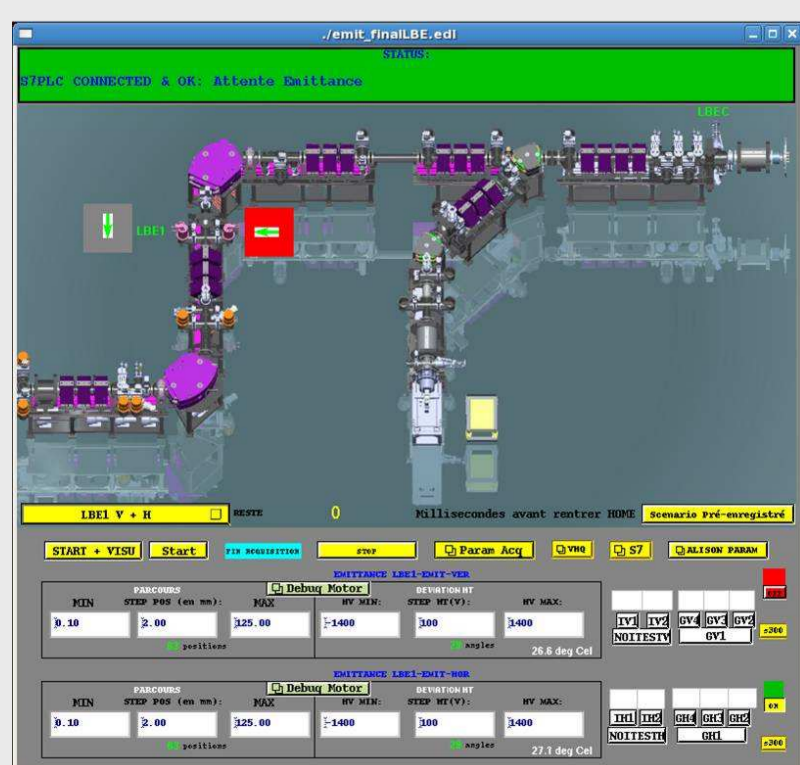 ./emit_finalLBE.edl
STATUS:
S7PLC CONNECTED & OK: Attente Emittance
LBEC
LBE1
LBE1 V + H
RESTE
0
Millisecondes avant rentrer HOME
Scenario Pré-enregistré
START + VISU
Start
FIN ACQUISITION
STOP
Param Acq
VHQ
S7
ALISON PARAM
EMITTANCE LBE1-EMIT-VER
PARCOURS
Debug Motor
DEVIATION HT
MIN
STEP POS (en mm):
MAX
HV MIN:
STEP HT(V):
HV MAX:
0.10
2.00
125.00
-1400
100
1400
63 positions
angles
26.6 deg Cel
IV1 IV2
GV4 GV3 GV2
NOITESTV
GV1
s300
EMITTANCE LBE1-EMIT-HOR
PARCOURS
Debug Motor
DEVIATION HT
MIN
STEP POS (en mm):
MAX
HV MIN:
STEP HT(V):
HV MAX:
0.10
2.00
125.00
-1400
100
1400
63 positions
angles
27.1 deg Cel
IH1 IH2
GH4 GH3 GH2
NOITESTH
GH1
ON
s300